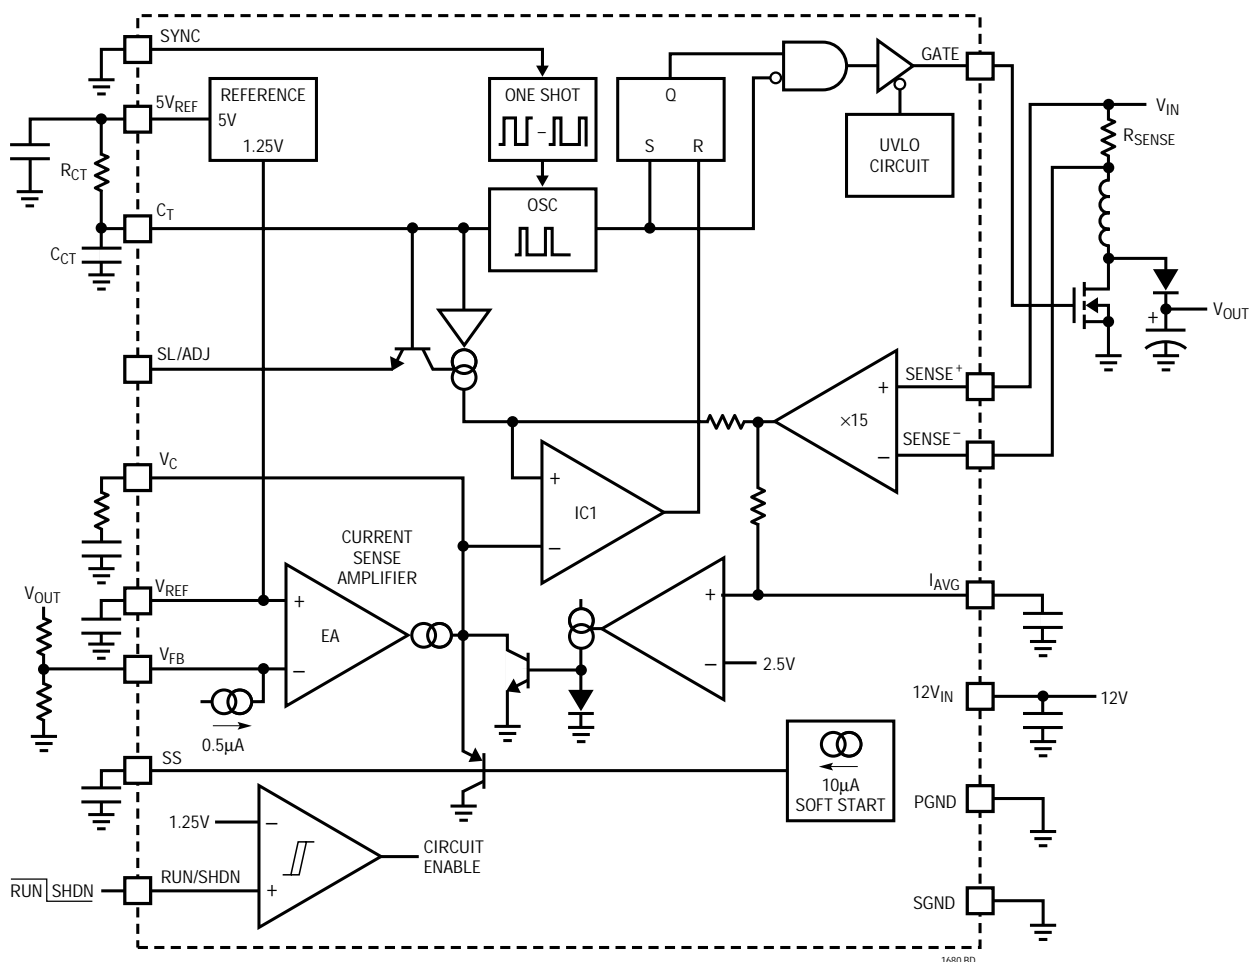 SYNC
GATE
5VREF
REFERENCE
5V
1.25V
ONE SHOT
–
Q
S R
UVLO
CIRCUIT
VIN
RSENSE
RCT
CT
OSC
CCT
VOUT
+
SL/ADJ
SENSE+
+
×15
SENSE–
–
VC
+
IC1
–
CURRENT
SENSE
AMPLIFIER
IAVG
VOUT
VREF
+
EA
+
VFB
–
–
2.5V
0.5µA
12VIN
12V
SS
10µA
SOFT START
PGND
1.25V
–
CIRCUIT
ENABLE
RUN SHDN
RUN/SHDN
+
SGND
1680 BD